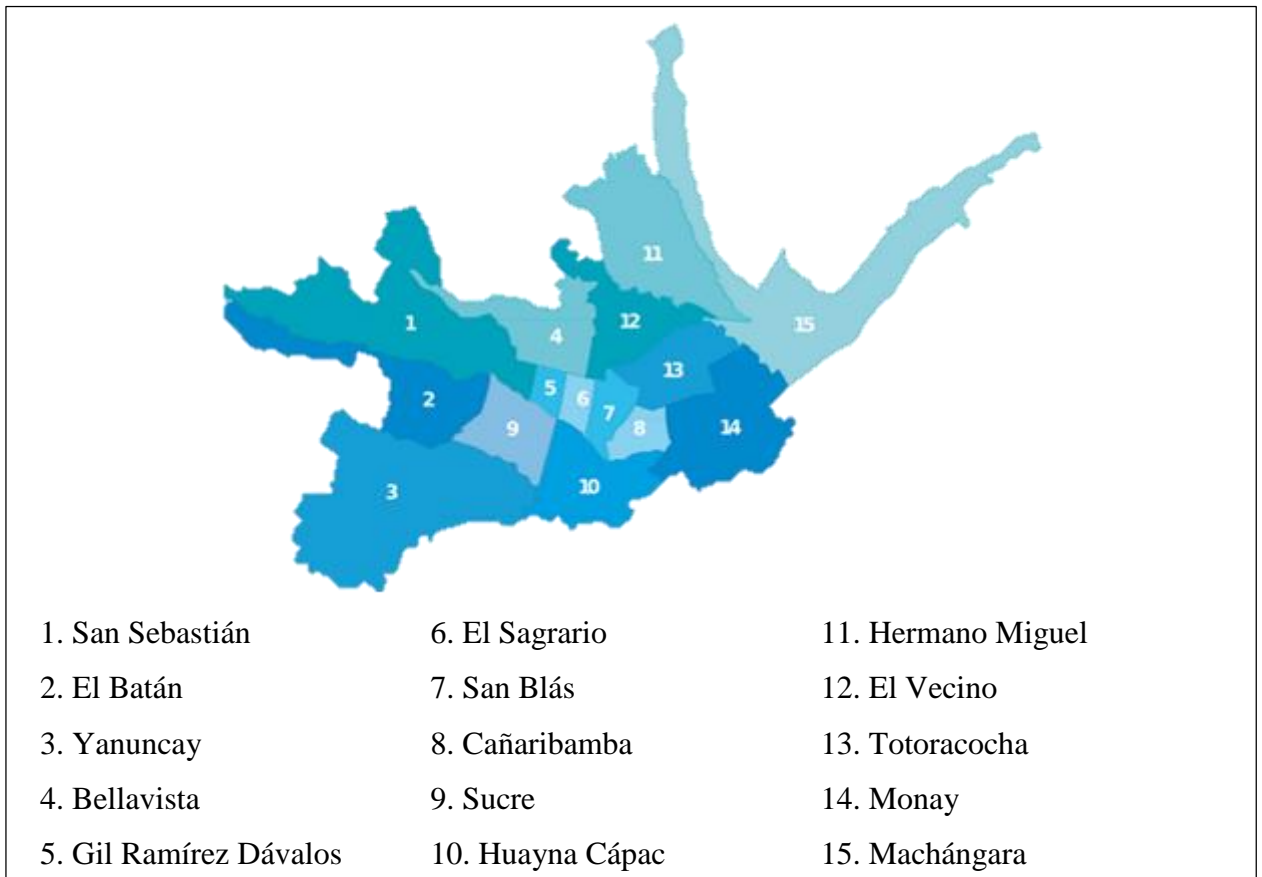 11
1
12
15
4
13
5
2
6
7
9
8
14
3
10
1. San Sebastián
2. El Batán
3. Yanuncay
4. Bellavista
5. Gil Ramírez Dávalos
6. El Sagrario
7. San Blás
8. Cañaribamba
9. Sucre
10. Huayna Cápac
11. Hermano Miguel
12. El Vecino
13. Totoracocha
14. Monay
15. Machángara